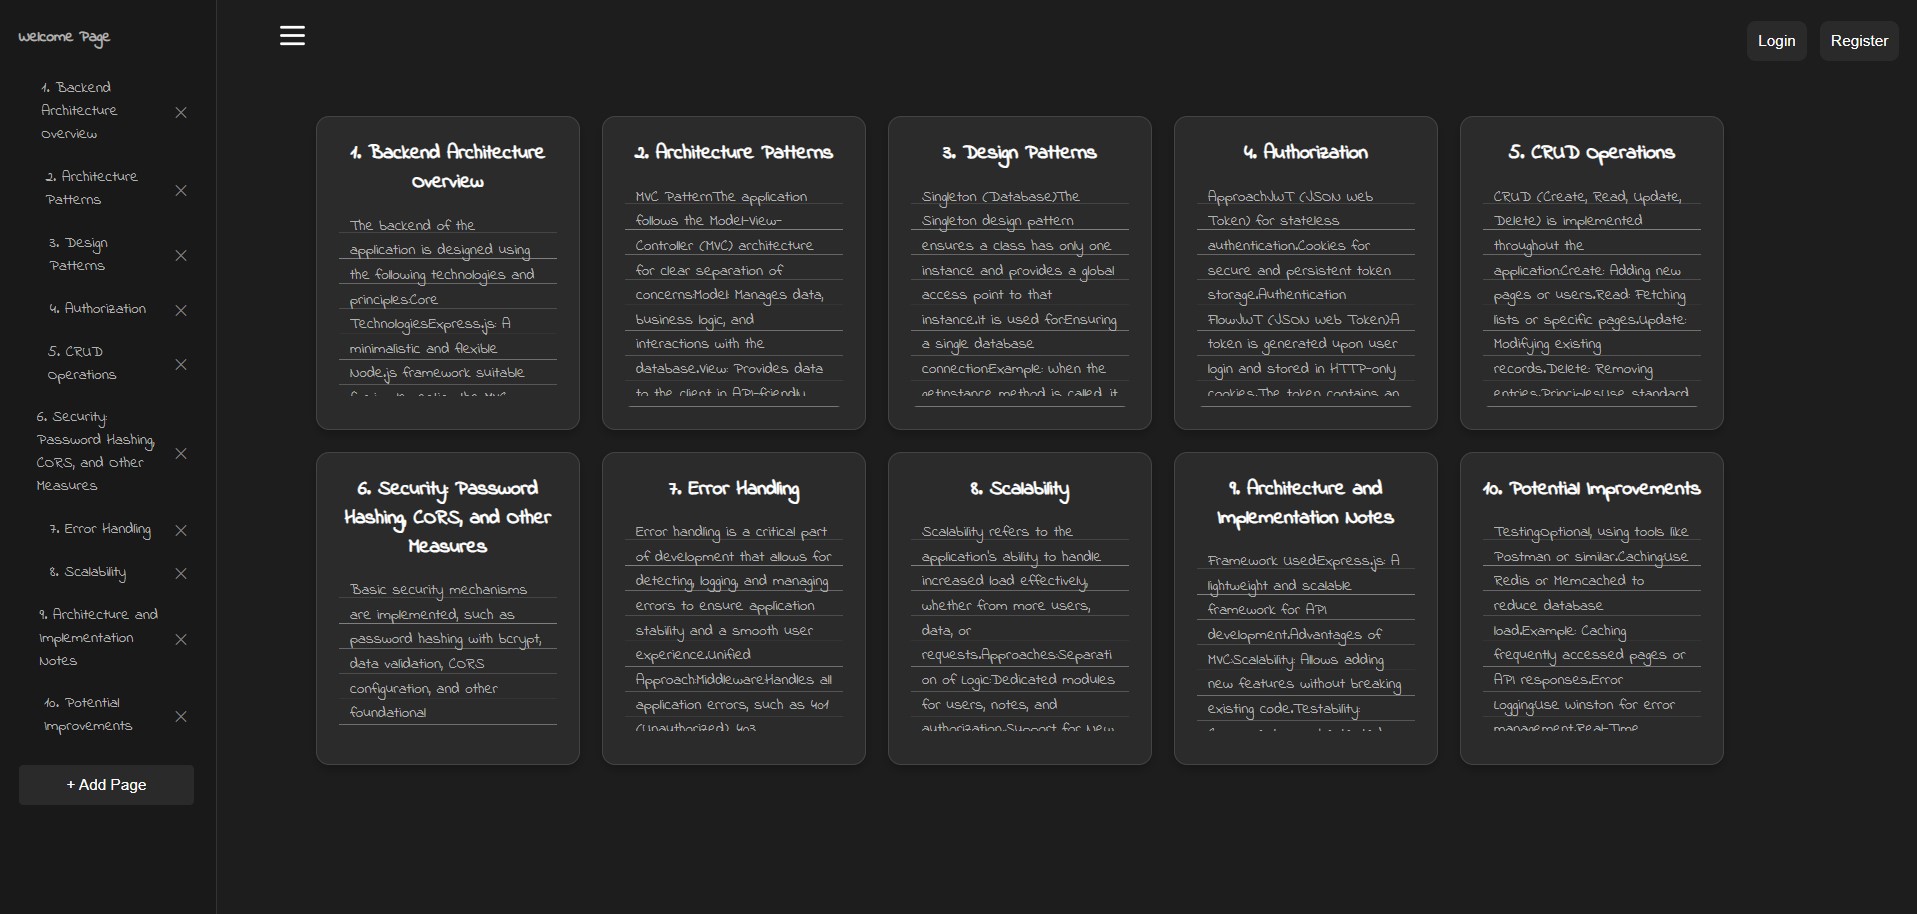 Welcome Page
1. Backend
Architecture
Overview
2. Architecture
Patterns
3. Design
Patterns
4. Authorization
5. CRUD
Operations
6. Security:
Password Hashing,
CORS, and Other
Measures
7. Error Handling
8. Scalability
9. Architecture and
Implementation
Notes
10. Potential
Improvements
+ Add Page
Login
Register
1. Backend Architecture
Overview
The backend of the
application is designed using
the following technologies and
principles:Core
TechnologiesExpress.js: A
minimalistic and flexible
Node.js framework suitable
2. Architecture Patterns
MVC PatternThe application
follows the Model-View-
Controller (MVC) architecture
for clear separation of
concernsModel: Manages data,
business logic, and
interactions with the
database.View: Provides data
to the client in API-friendly
3. Design Patterns
Singleton (Database)The
Singleton design pattern
ensures a class has only one
instance and provides a global
access point to that
instance.It is used forEnsuring
a single database
connectionExample: When the
getInstance method is called, it
4. Authorization
ApproachJWT (JSON Web
Token) for stateless
authentication.Cookies for
secure and persistent token
storage.Authentication
FlowJWT (JSON Web Token)A
token is generated upon user
login and stored in HTTP-only
cookies.The token contains an
5. CRUD Operations
CRUD (Create, Read, Update,
Delete) is implemented
throughout the
application:Create: Adding new
pages or users.Read: Fetching
lists or specific pages.Update:
Modifying existing
records.Delete: Removing
entries.PrinciplesUse standard
6. Security: Password
Hashing, CORS, and Other
Measures
Basic security mechanisms
are implemented, such as
password hashing with bcrypt,
data validation, CORS
configuration, and other
foundational
7. Error Handling
Error handling is a critical part
of development that allows for
detecting, logging, and managing
errors to ensure application
stability and a smooth user
experience.Unified
Approach:MiddlewareHandles all
application errors, such as 401
(Unauthorized), 403
8. Scalability
Scalability refers to the
application's ability to handle
increased load effectively,
whether from more users,
data, or
requests.Approaches:Separati
on of Logic:Dedicated modules
for users, notes, and
authorization.Support for New
9. Architecture and
Implementation Notes
Framework UsedExpress.js: A
lightweight and scalable
framework for API
development.Advantages of
MVC:Scalability: Allows adding
new features without breaking
existing code.Testability:
10. Potential Improvements
TestingOptional, using tools like
Postman or similar.CachingUse
Redis or Memcached to
reduce database
load.Example: Caching
frequently accessed pages or
API responses.Error
LoggingUse Winston for error
management.Real-Time